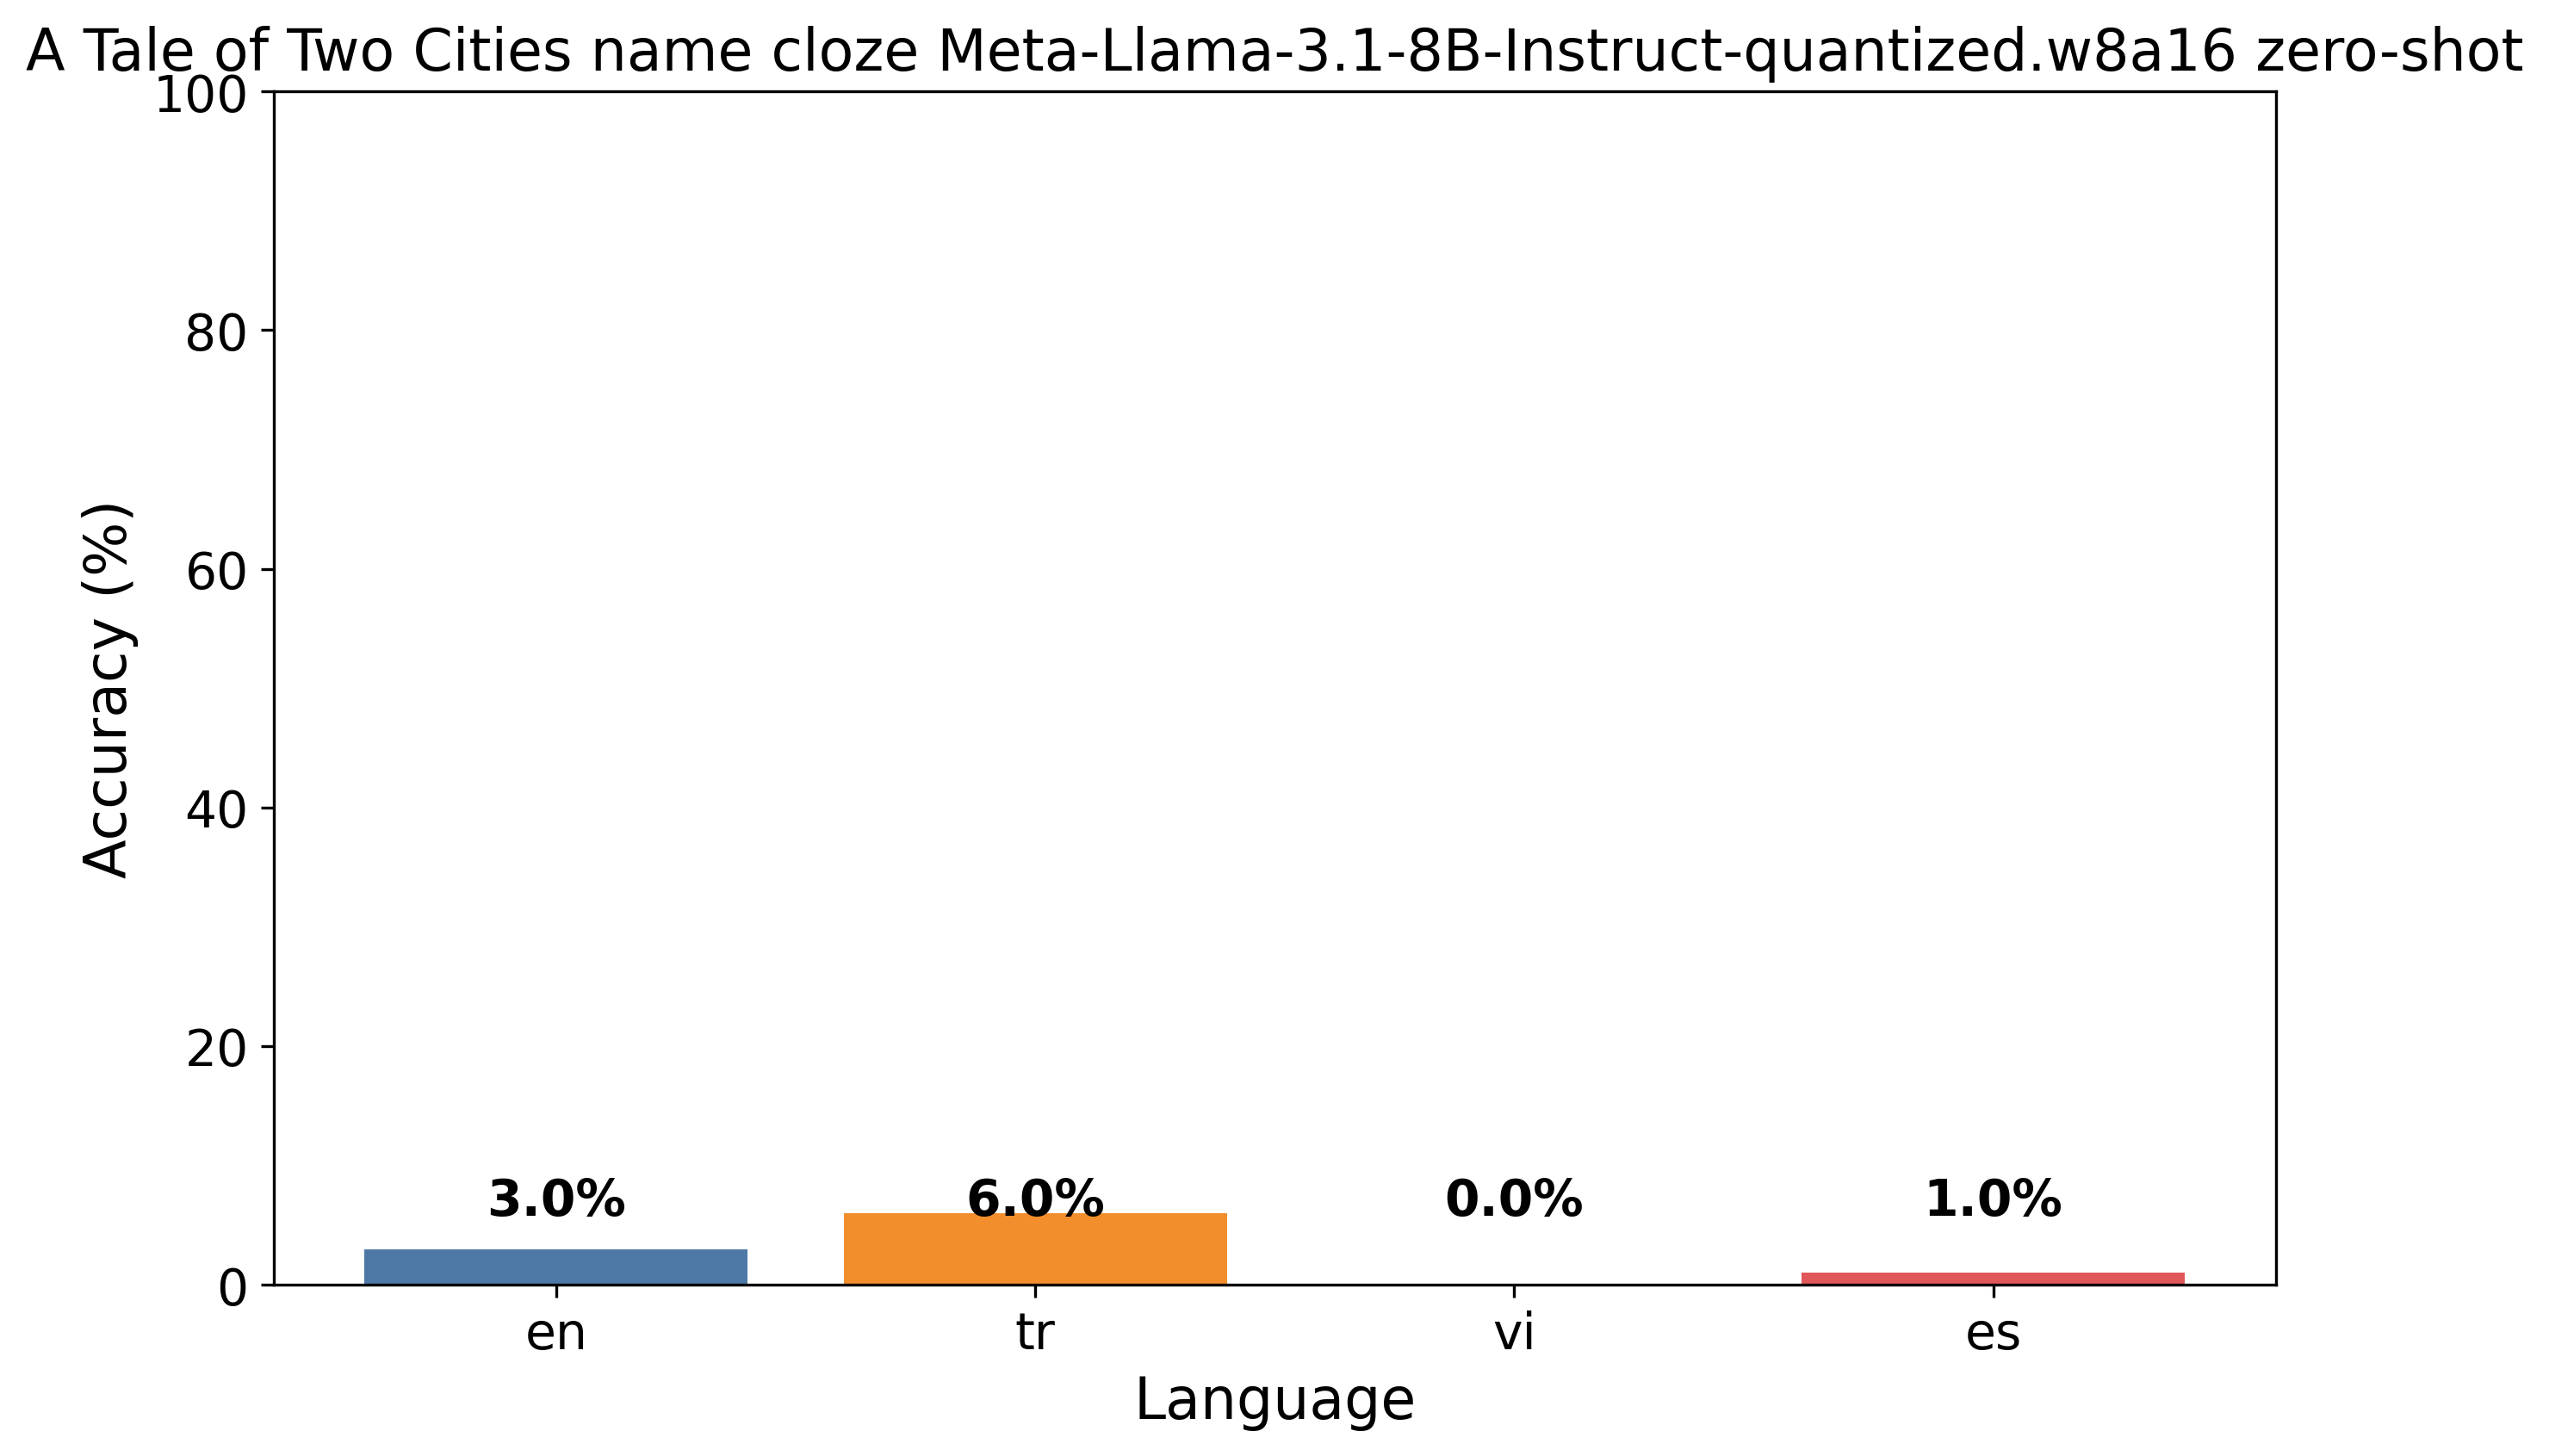 A Tale of Two Cities name cloze Meta-Llama-3.1-8B-Instruct-quantized.w8a16 zero-shot
100
80
60
40
20
0
Accuracy (%)
3.0%
6.0%
0.0%
1.0%
en
tr
vi
es
Language